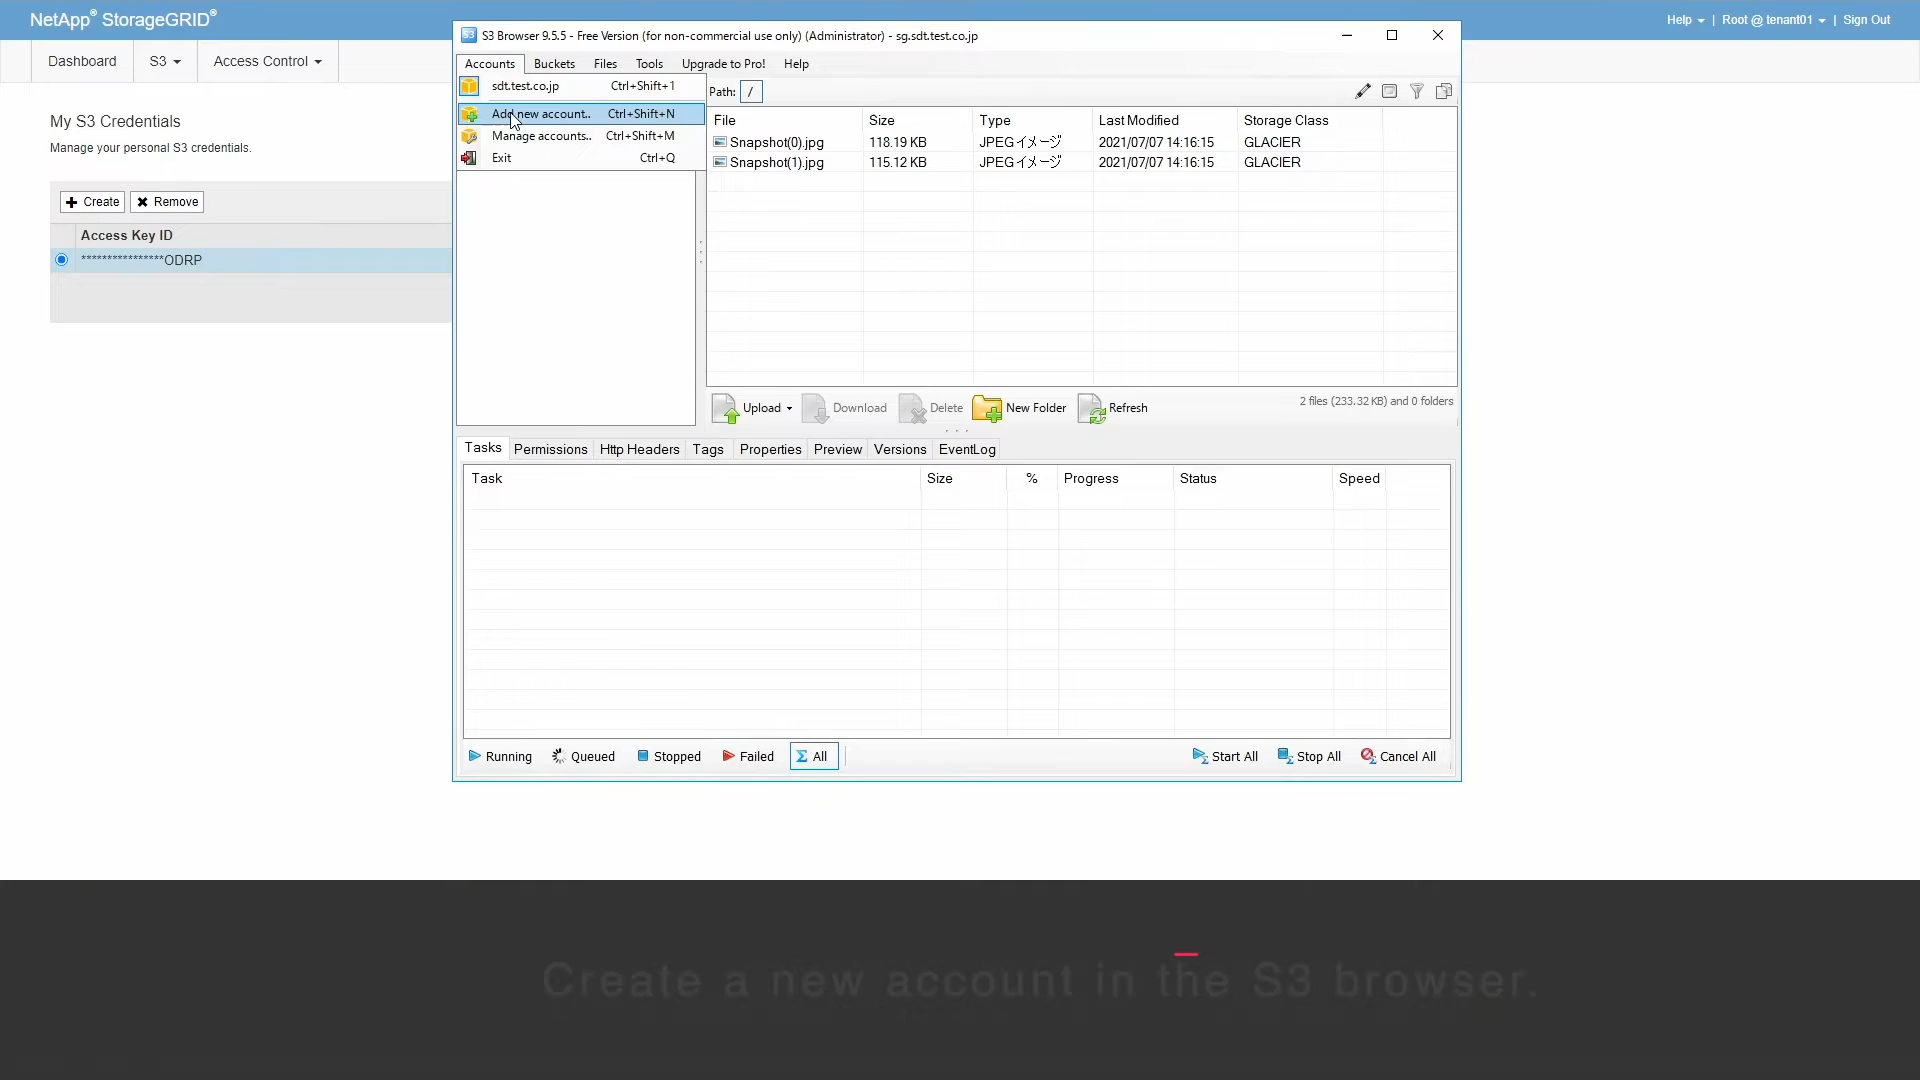 NetApp® StorageGRID®
Help | Root @ tenant01 | Sign Out
Dashboard S3 Access Control
My S3 Credentials
Manage your personal S3 credentials.
Create Remove
Access Key ID
****************ODRP
S3 Browser 9.5.5 - Free Version (for non-commercial use only) (Administrator) - sg.sdt.test.co.jp
Accounts Buckets Files Tools Upgrade to Pro! Help
sdt.test.co.jp Ctrl+Shift+1
Add new account.. Ctrl+Shift+N
Manage accounts.. Ctrl+Shift+M
Exit Ctrl+Q
Path: /
File Size Type Last Modified Storage Class
Snapshot(0).jpg 118.19 KB JPEG イメージ 2021/07/07 14:16:15 GLACIER
Snapshot(1).jpg 115.12 KB JPEG イメージ 2021/07/07 14:16:15 GLACIER
Upload Download Delete New Folder Refresh 2 files (233.32 KB) and 0 folders
Tasks Permissions Http Headers Tags Properties Preview Versions EventLog
Task Size % Progress Status Speed
Running Queued Stopped Failed All Start All Stop All Cancel All
Create a new account in the S3 browser.